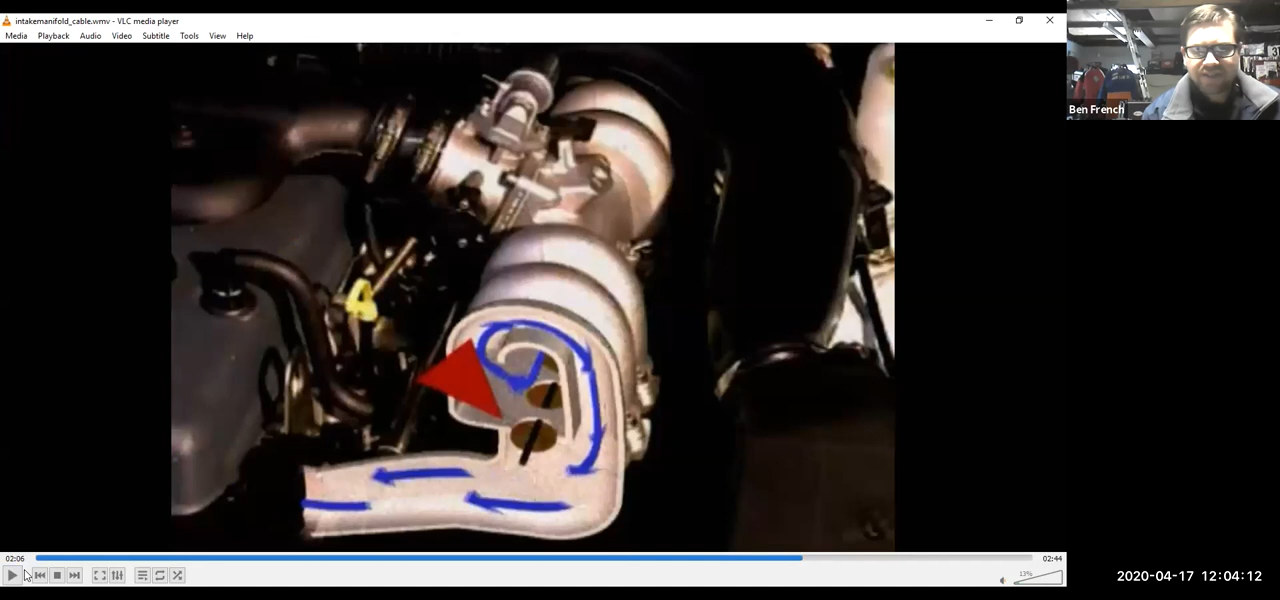 intakemanifold_cable.wmv - VLC media player
Media Playback Audio Video Subtitle Tools View Help
Ben French
4
02:06
02:44
13%
2020-04-17 12:04:12